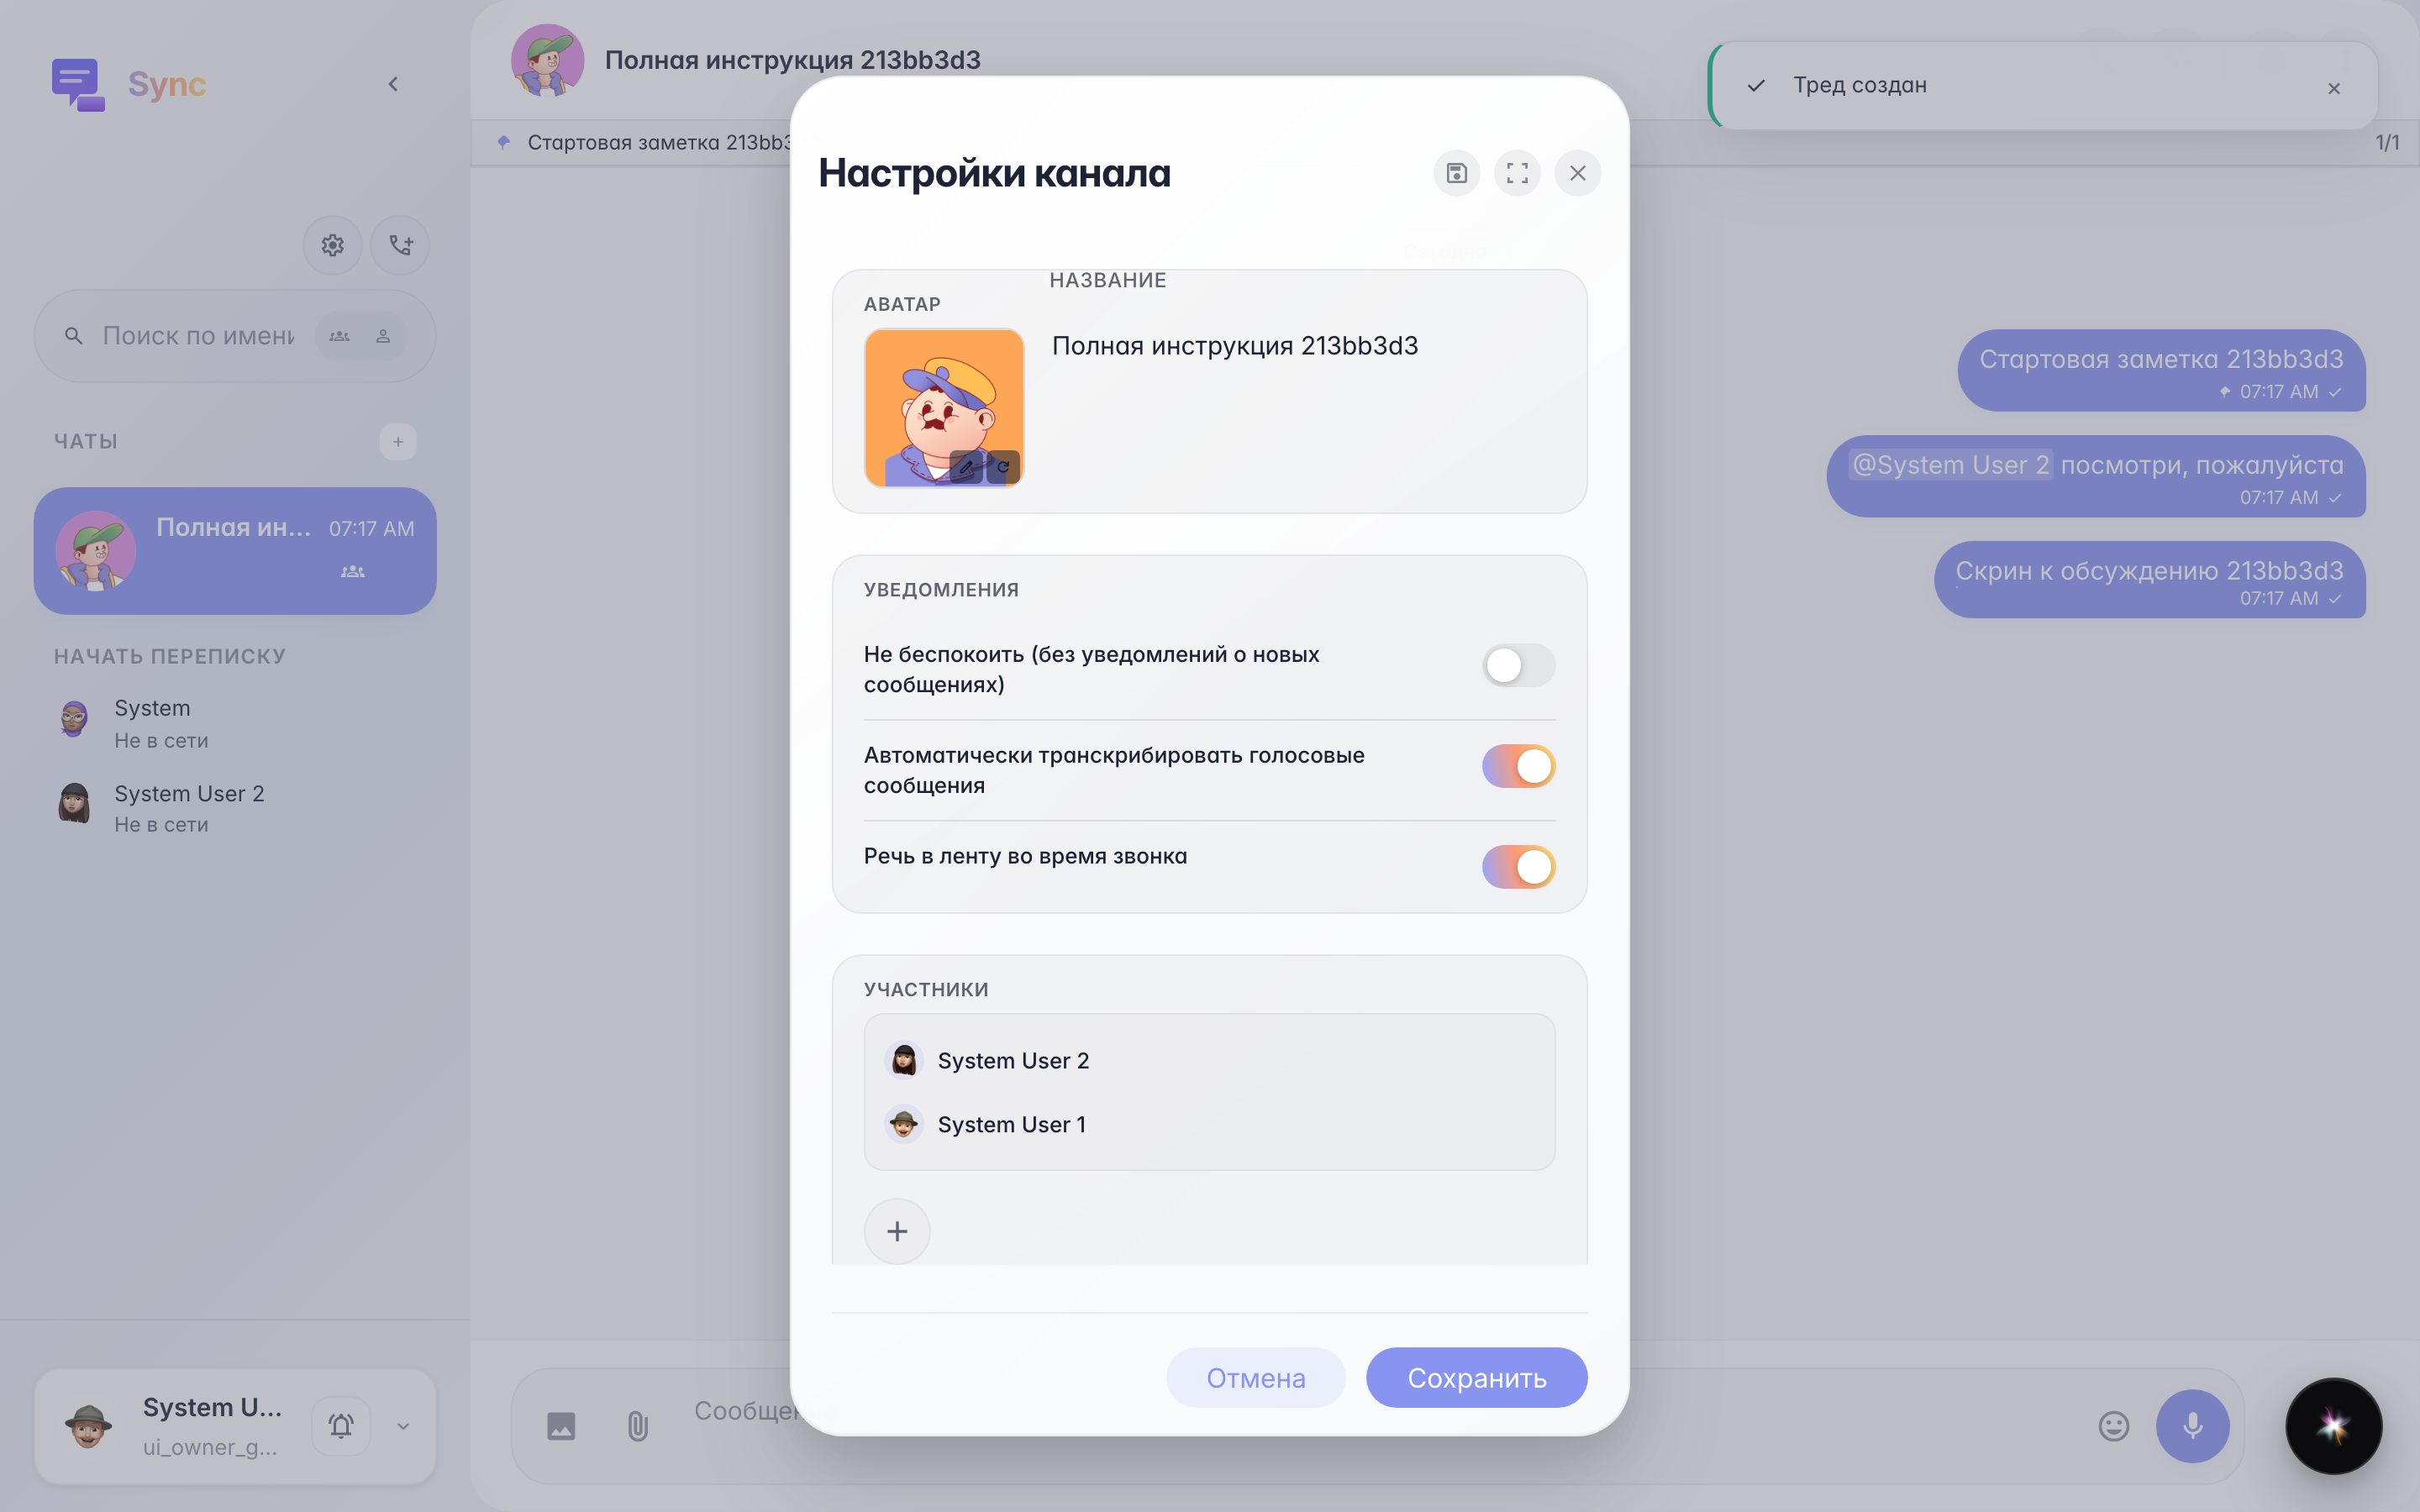 Sync
Поиск по имени
ЧАТЫ
Полная ин... 07:17 AM
НАЧАТЬ ПЕРЕПИСКУ
System
Не в сети
System User 2
Не в сети
System U...
ui_owner_g...
Полная инструкция 213bb3d3
Стартовая заметка 213bb3
1/1
Тред создан
Стартовая заметка 213bb3d3
07:17 AM
@System User 2 посмотри, пожалуйста
07:17 AM
Скрин к обсуждению 213bb3d3
07:17 AM
Настройки канала
НАЗВАНИЕ
АВАТАР
Полная инструкция 213bb3d3
УВЕДОМЛЕНИЯ
Не беспокоить (без уведомлений о новых
сообщениях)
Автоматически транскрибировать голосовые
сообщения
Речь в ленту во время звонка
УЧАСТНИКИ
System User 2
System User 1
Отмена
Сохранить